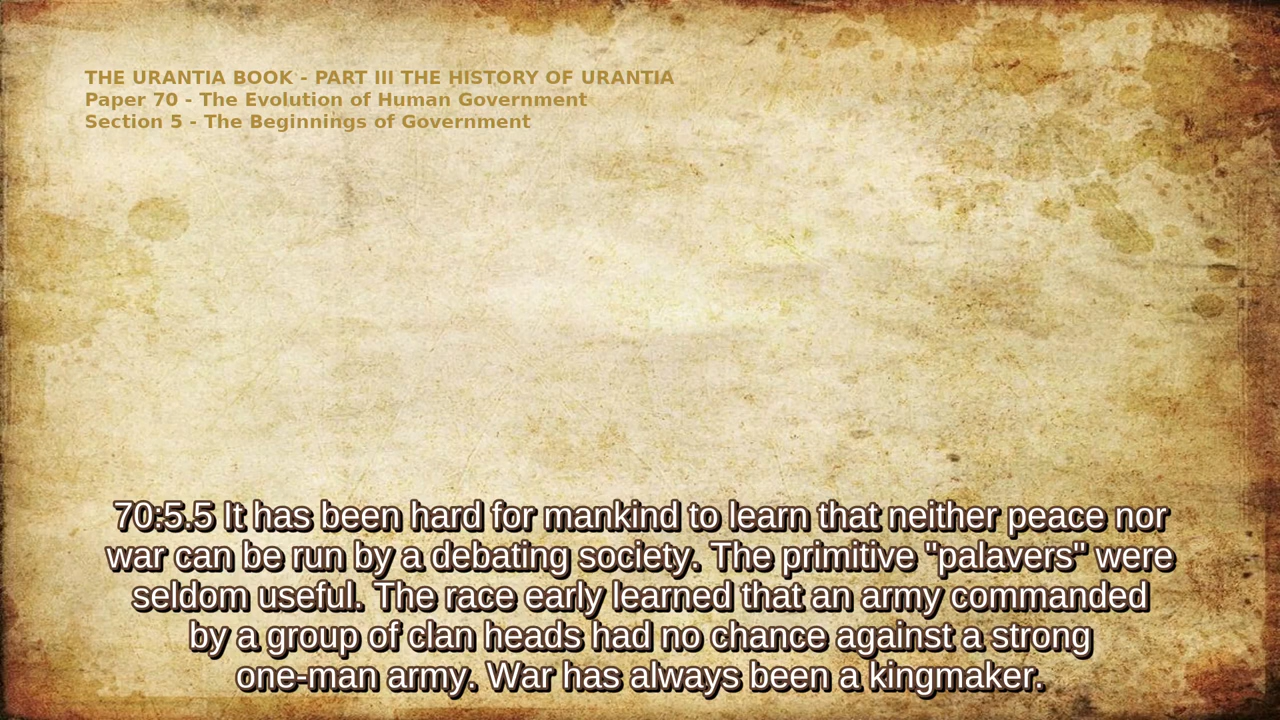 THE URANTIA BOOK - PART III THE HISTORY OF URANTIA
Paper 70 - The Evolution of Human Government
Section 5 - The Beginnings of Government
70:5.5 It has been hard for mankind to learn that neither peace nor
war can be run by a debating society. The primitive "palavers" were
seldom useful. The race early learned that an army commanded
by a group of clan heads had no chance against a strong
one-man army. War has always been a kingmaker.